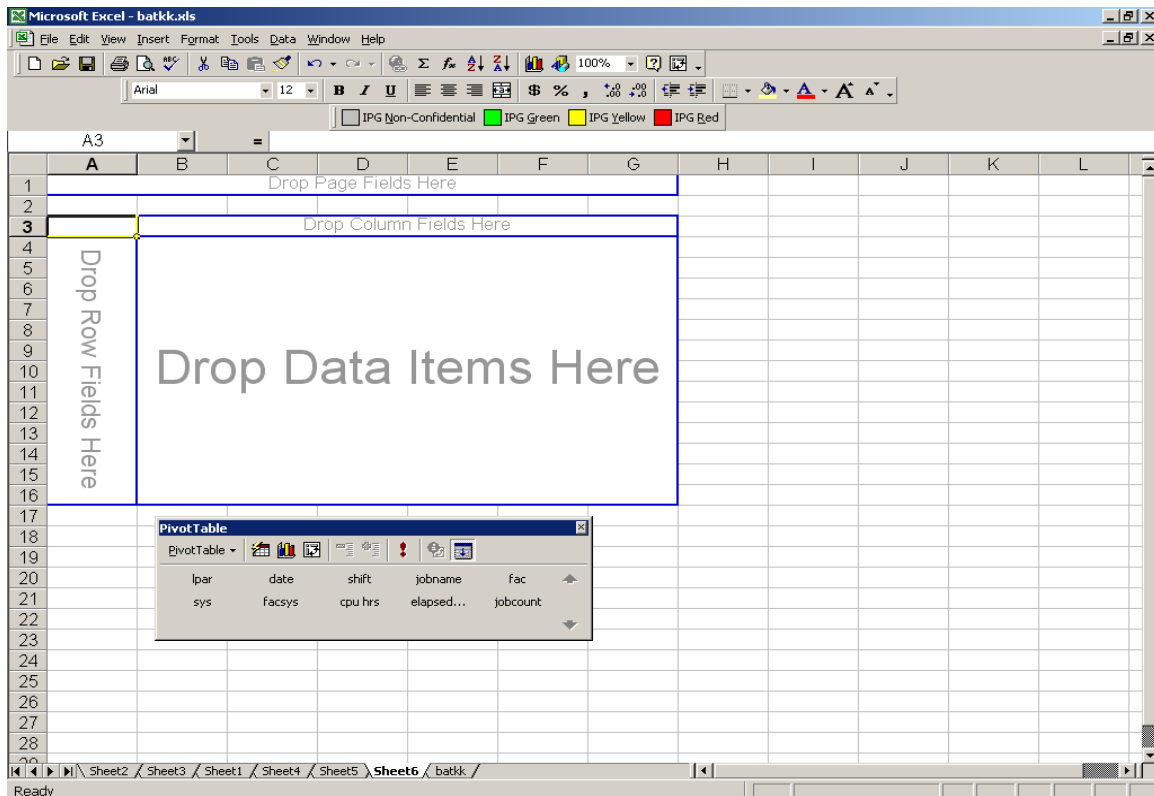 Microsoft Excel - batkk.xls
File Edit View Insert Format Tools Data Window Help
100%
Arial 12 B I U $ % ,
IPG Non-Confidential IPG Green IPG Yellow IPG Red
A3 =
A B C D E F G H I J K L
1 Drop Page Fields Here
2
3 Drop Column Fields Here
4
5
6
7
8
9
10
11
12
13
14
15
16
Drop Row Fields Here
Drop Data Items Here
17
18
19
20
21
22
23
24
25
26
27
28
29
PivotTable
PivotTable
lpar date shift jobname fac
sys facsys cpu hrs elapsed... jobcount
Sheet2 Sheet3 Sheet1 Sheet4 Sheet5 Sheet6 batkk
Ready